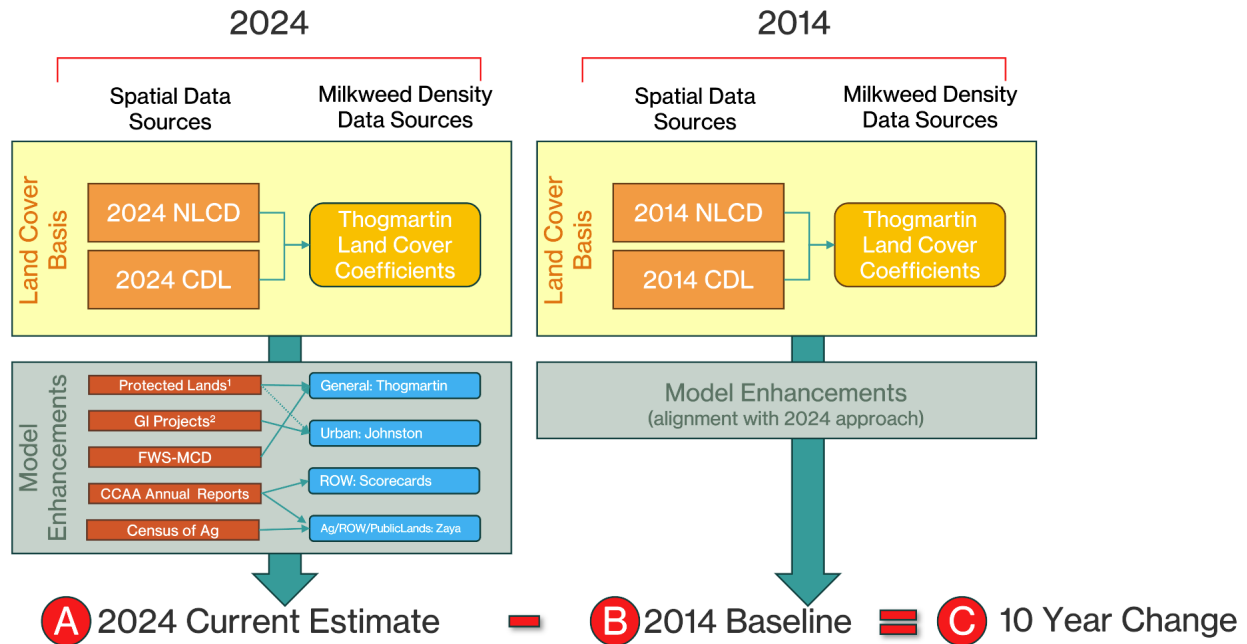 2024
Spatial Data
Sources
Milkweed Density
Data Sources
Land Cover
Basis
2024 NLCD
2024 CDL
Thogmartin
Land Cover
Coefficients
Model
Enhancements
Protected Lands¹
GI Projects²
FWS-MCD
CCAA Annual Reports
Census of Ag
General: Thogmartin
Urban: Johnston
ROW: Scorecards
Ag/ROW/PublicLands: Zaya
2014
Spatial Data
Sources
Milkweed Density
Data Sources
Land Cover
Basis
2014 NLCD
2014 CDL
Thogmartin
Land Cover
Coefficients
Model Enhancements
(alignment with 2024 approach)
A 2024 Current Estimate - B 2014 Baseline = C 10 Year Change